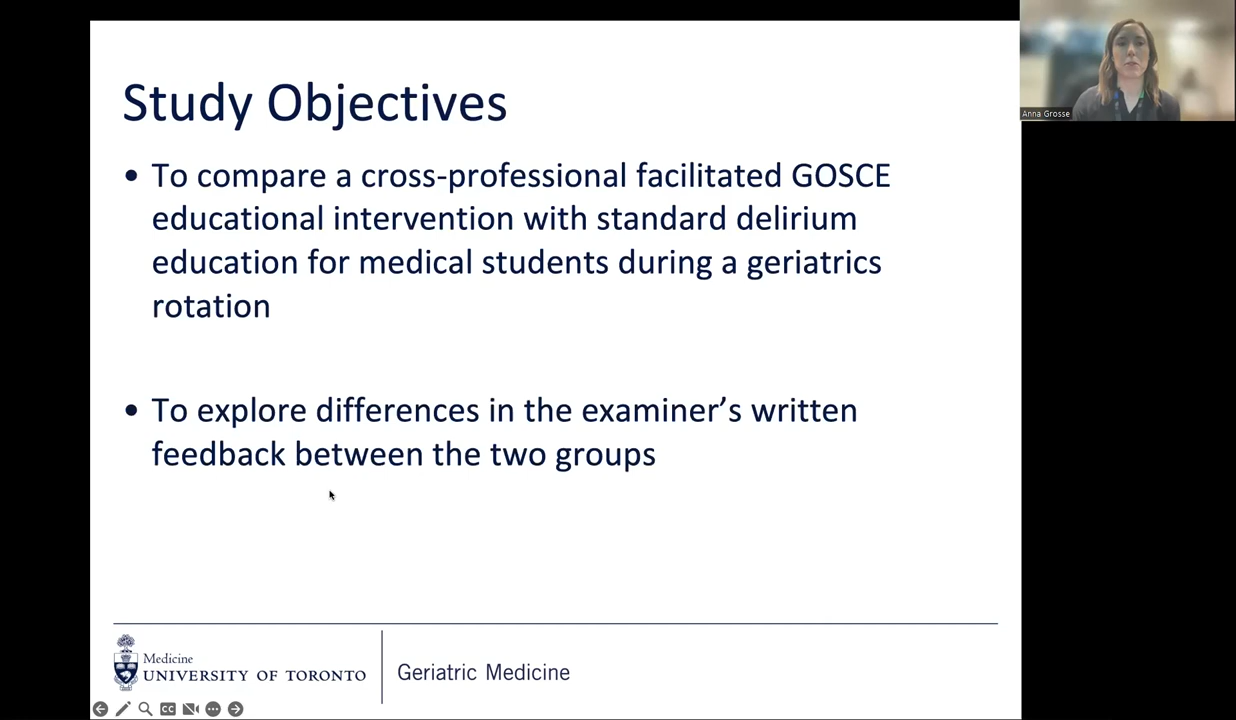 Study Objectives
• To compare a cross-professional facilitated GOSCE
educational intervention with standard delirium
education for medical students during a geriatrics
rotation
• To explore differences in the examiner’s written
feedback between the two groups
Medicine
UNIVERSITY OF TORONTO
Geriatric Medicine
CC
Anna Grosse